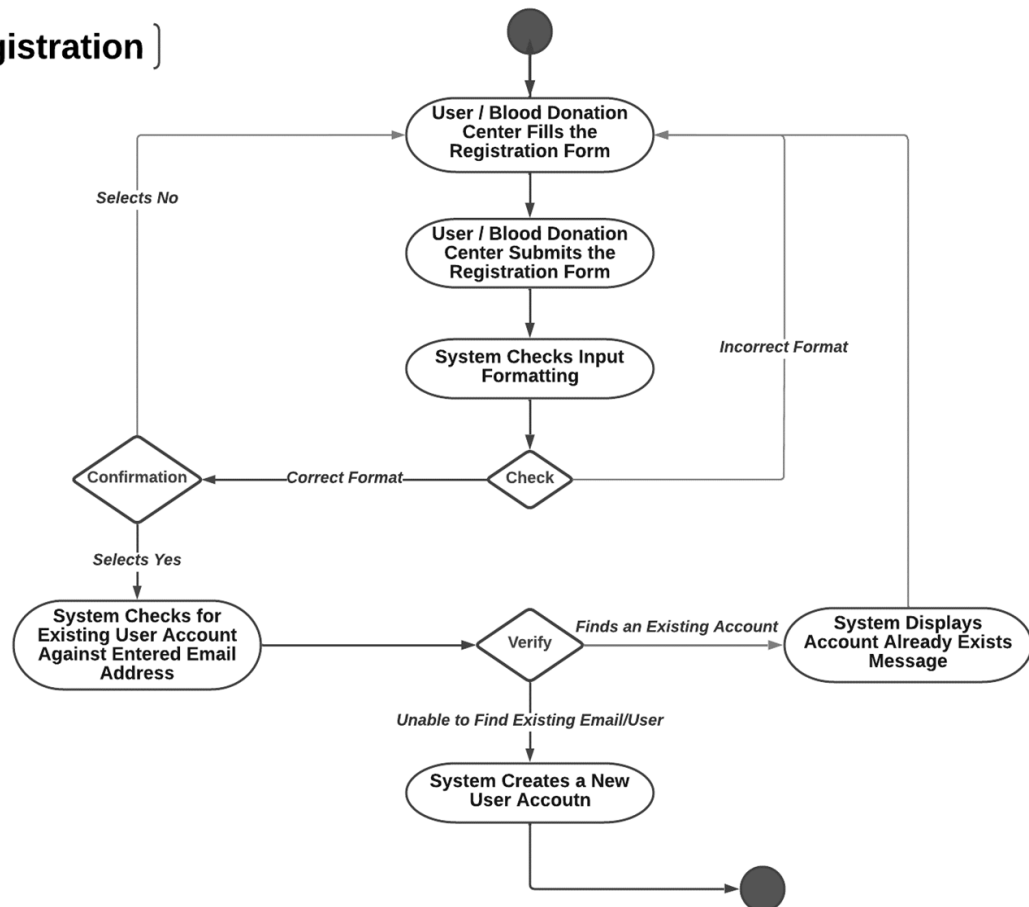 gistration ]
User / Blood Donation
Center Fills the
Registration Form
Selects No
User / Blood Donation
Center Submits the
Registration Form
Incorrect Format
System Checks Input
Formatting
Confirmation
Correct Format
Check
Selects Yes
System Checks for
Existing User Account
Against Entered Email
Address
Verify
Finds an Existing Account
System Displays
Account Already Exists
Message
Unable to Find Existing Email/User
System Creates a New
User Accoutn